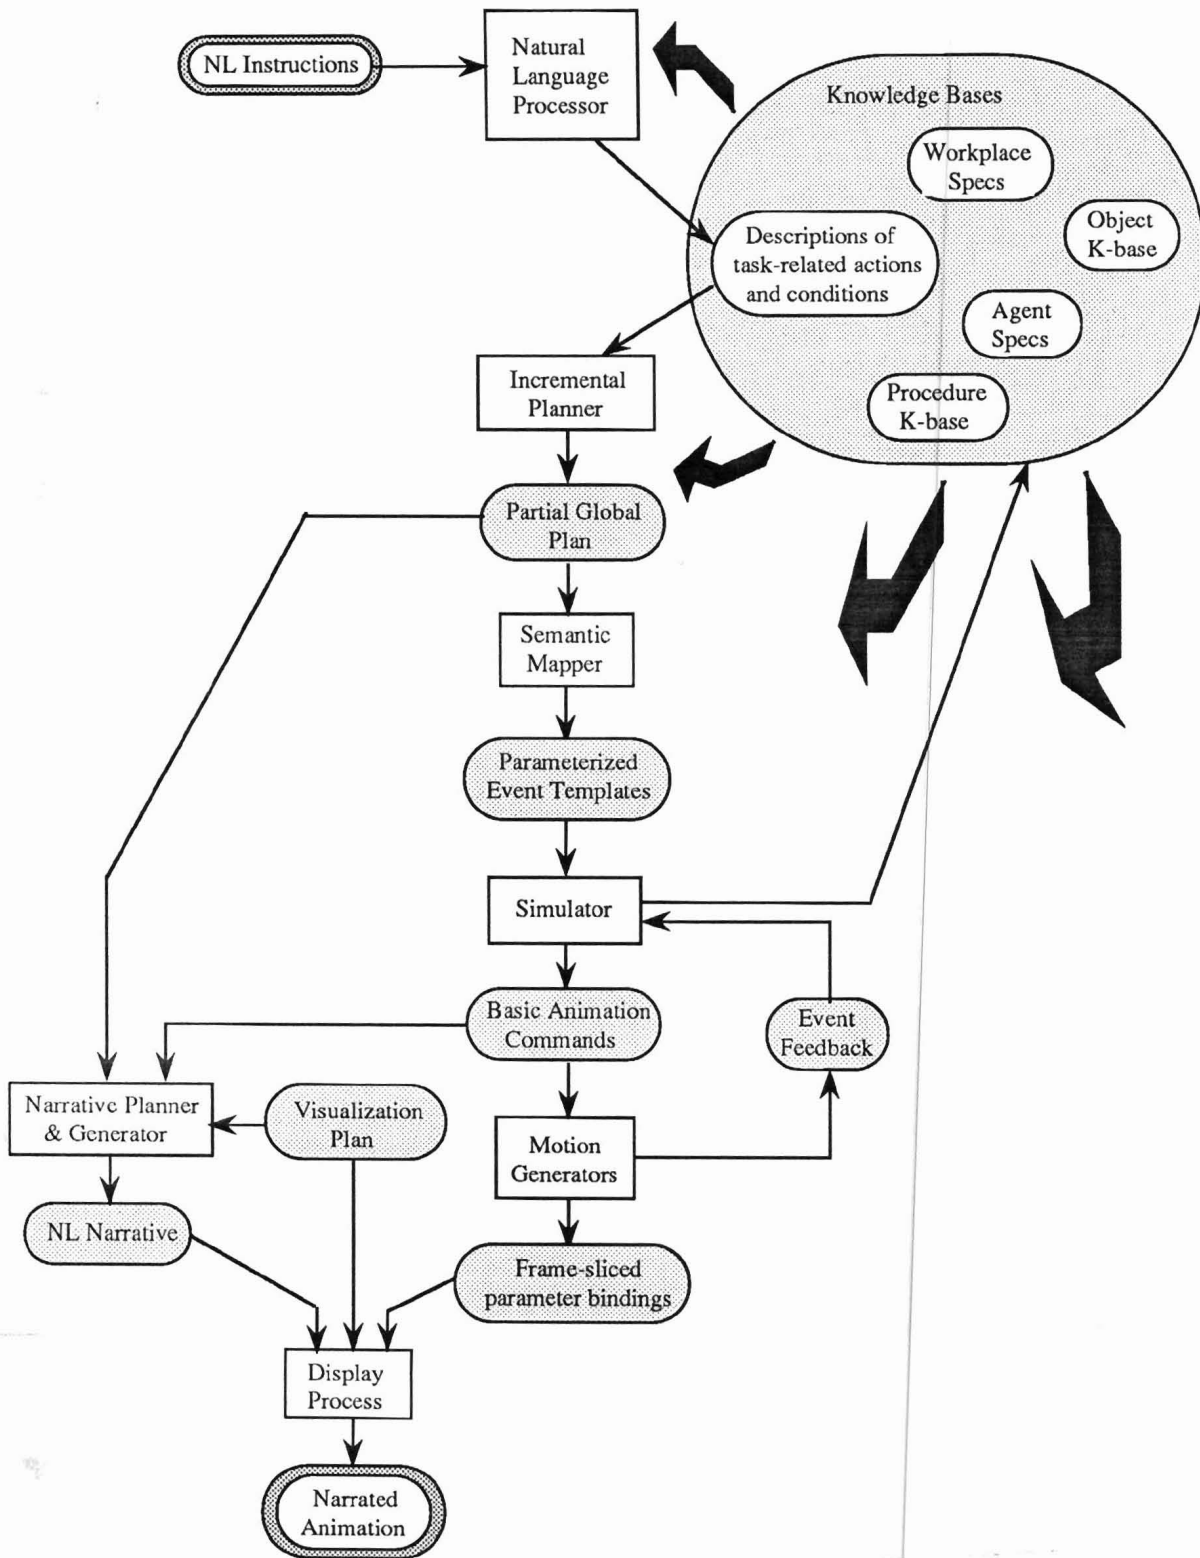 NL Instructions
Natural
Language
Processor
Knowledge Bases
Workplace
Specs
Object
K-base
Descriptions of
task-related actions
and conditions
Agent
Specs
Incremental
Planner
Procedure
K-base
Partial Global
Plan
Semantic
Mapper
Parameterized
Event Templates
Simulator
Basic Animation
Commands
Event
Feedback
Narrative Planner
& Generator
Visualization
Plan
Motion
Generators
NL Narrative
Frame-sliced
parameter bindings
Display
Process
Narrated
Animation